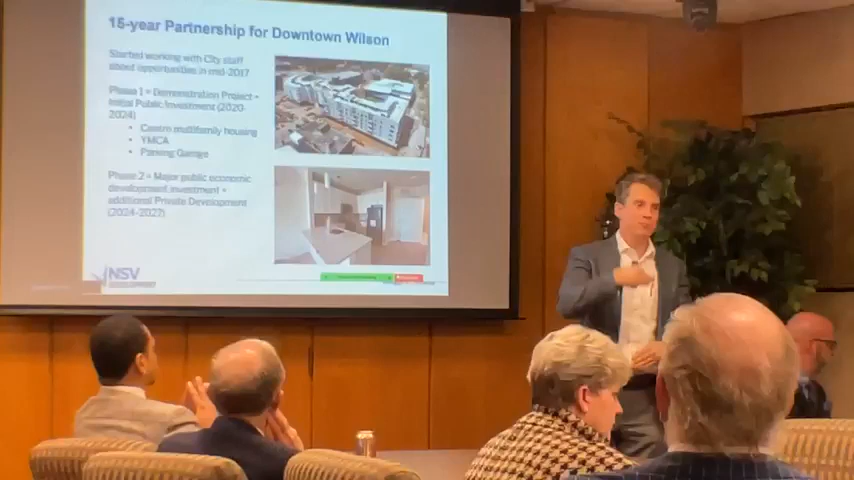 15-year Partnership for Downtown Wilson
Started working with City staff
about opportunities in mid-2017
Phase 1 = Demonstration Project +
Initial Public Investment (2020-
2024)
• Centro multifamily housing
• YMCA
• Parking Garage
Phase 2 = Major public economic
development investment +
additional Private Development
(2024-2027)
NSV
DEVELOPMENT